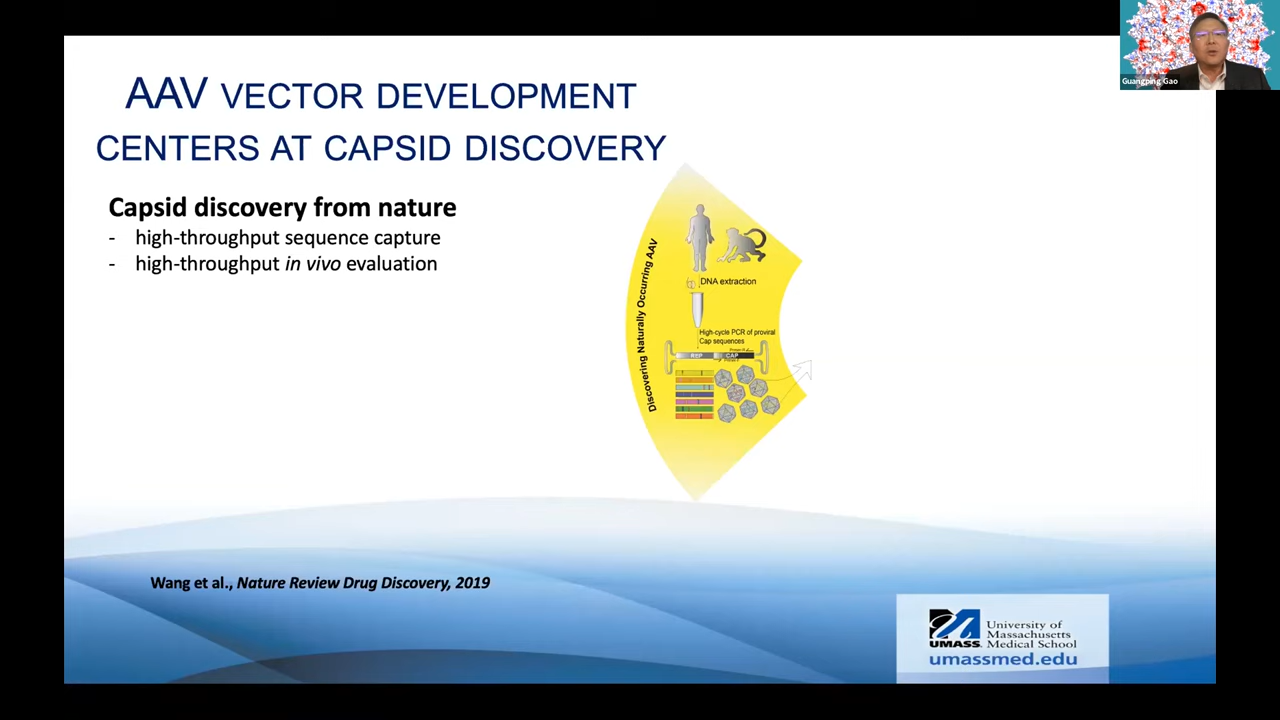 Guangping Gao
AAV VECTOR DEVELOPMENT
CENTERS AT CAPSID DISCOVERY
Capsid discovery from nature
- high-throughput sequence capture
- high-throughput in vivo evaluation
Discovering Naturally Occurring AAV
DNA extraction
High-cycle PCR of proviral
Cap sequences
REP
CAP
Wang et al., Nature Review Drug Discovery, 2019
UMASS
University of
Massachusetts
Medical School
umassmed.edu